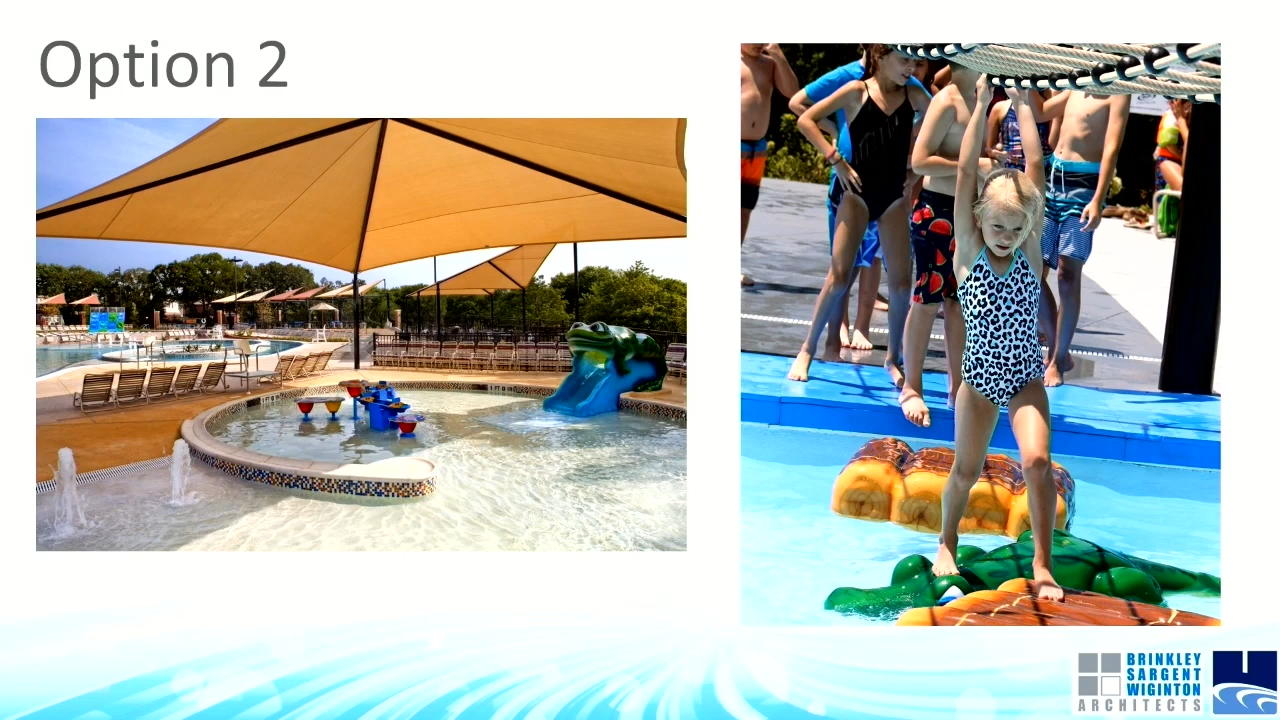 Option 2
BRINKLEY
SARGENT
WIGINTON
ARCHITECTS